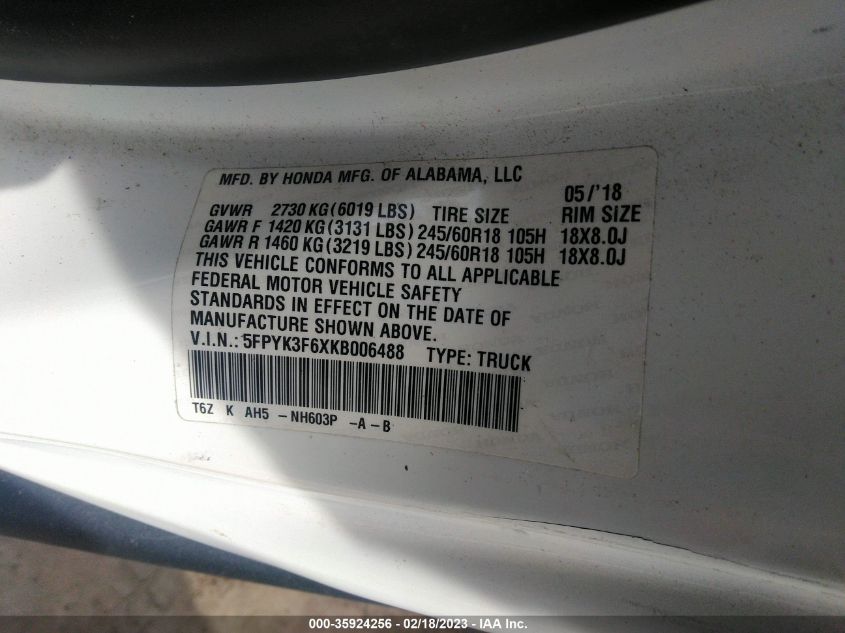 MFD. BY HONDA MFG. OF ALABAMA, LLC
05/'18
GVWR 2730 KG (6019 LBS) TIRE SIZE RIM SIZE
GAWR F 1420 KG (3131 LBS) 245/60R18 105H 18X8.0J
GAWR R 1460 KG (3219 LBS) 245/60R18 105H 18X8.0J
THIS VEHICLE CONFORMS TO ALL APPLICABLE
FEDERAL MOTOR VEHICLE SAFETY
STANDARDS IN EFFECT ON THE DATE OF
MANUFACTURE SHOWN ABOVE.
V.I.N.: 5FPYK3F6XKB006488 TYPE: TRUCK
T6Z K AH5 - NH603P -A - B
000-35924256 - 02/18/2023 - IAA Inc.